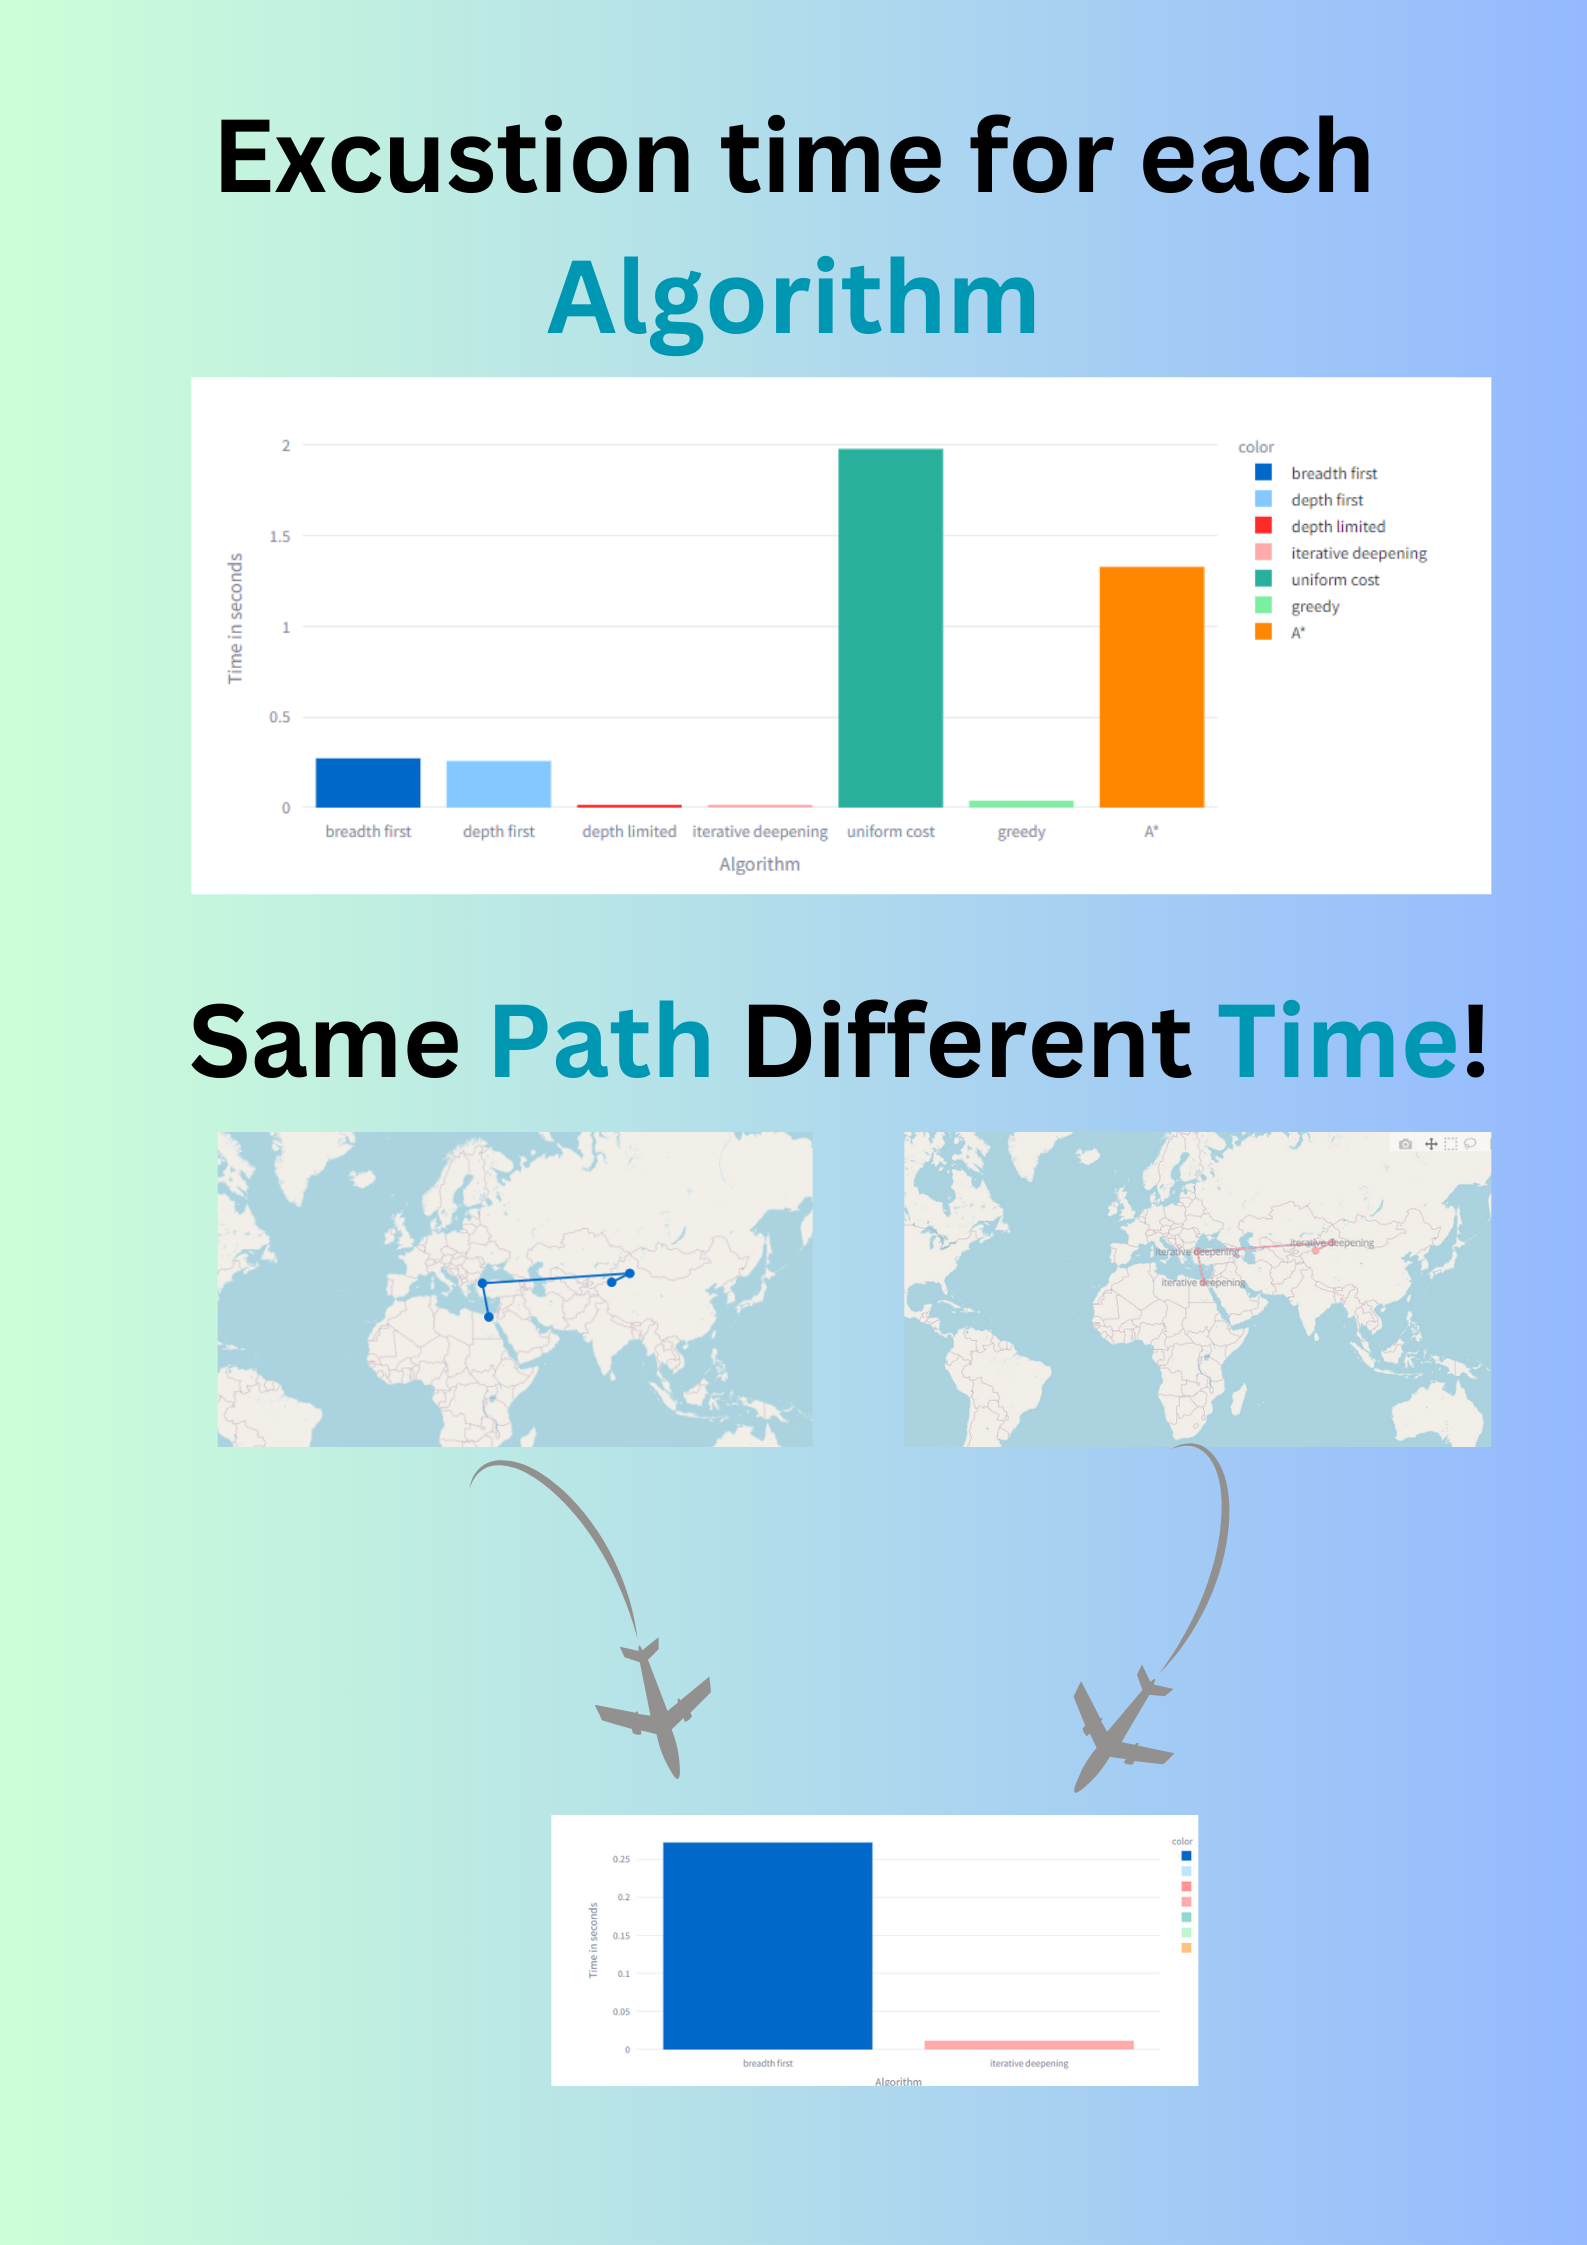 Excustion time for each
Algorithm
2
1.5
1
0.5
0
Time in seconds
breadth first
depth first
depth limited
iterative deepening
uniform cost
greedy
A*
Algorithm
color
breadth first
depth first
depth limited
iterative deepening
uniform cost
greedy
A*
Same Path Different Time!
iterative deepening
iterative deepening
iterative deepening
0.25
0.2
0.15
0.1
0.05
0
Time in seconds
breadth first
iterative deepening
Algorithm
color